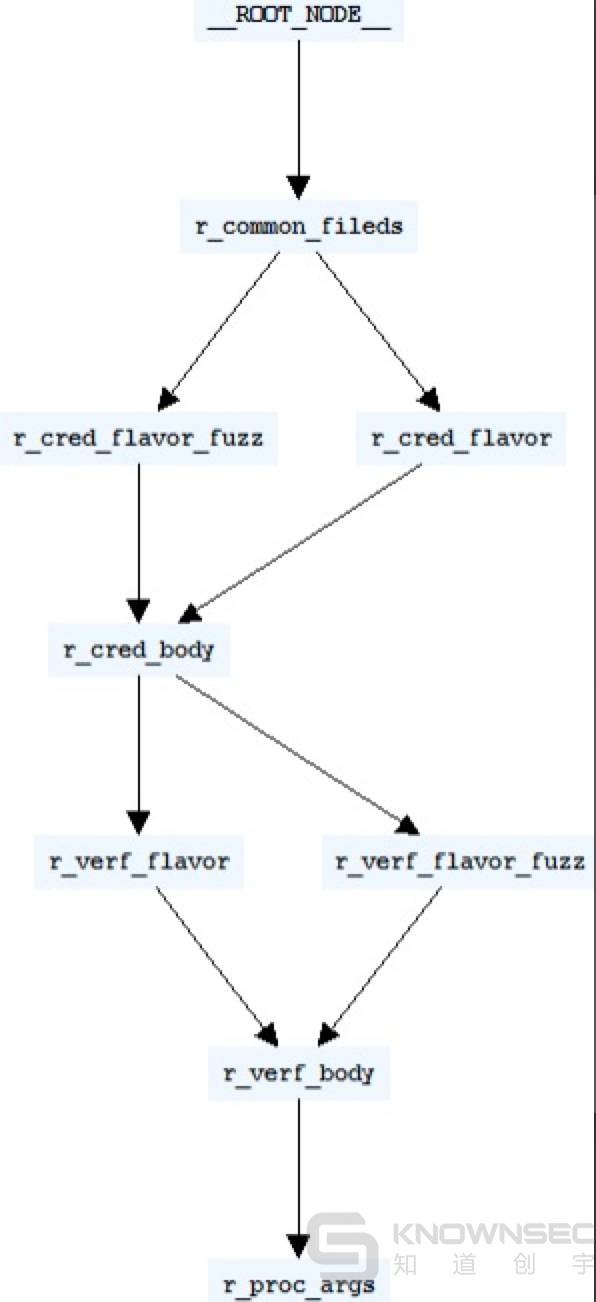 __ROOT_NODE__
r_common_fileds
r_cred_flavor_fuzz
r_cred_flavor
r_cred_body
r_verf_flavor
r_verf_flavor_fuzz
r_verf_body
KNOWNSEC
知道创宇
r_proc_args